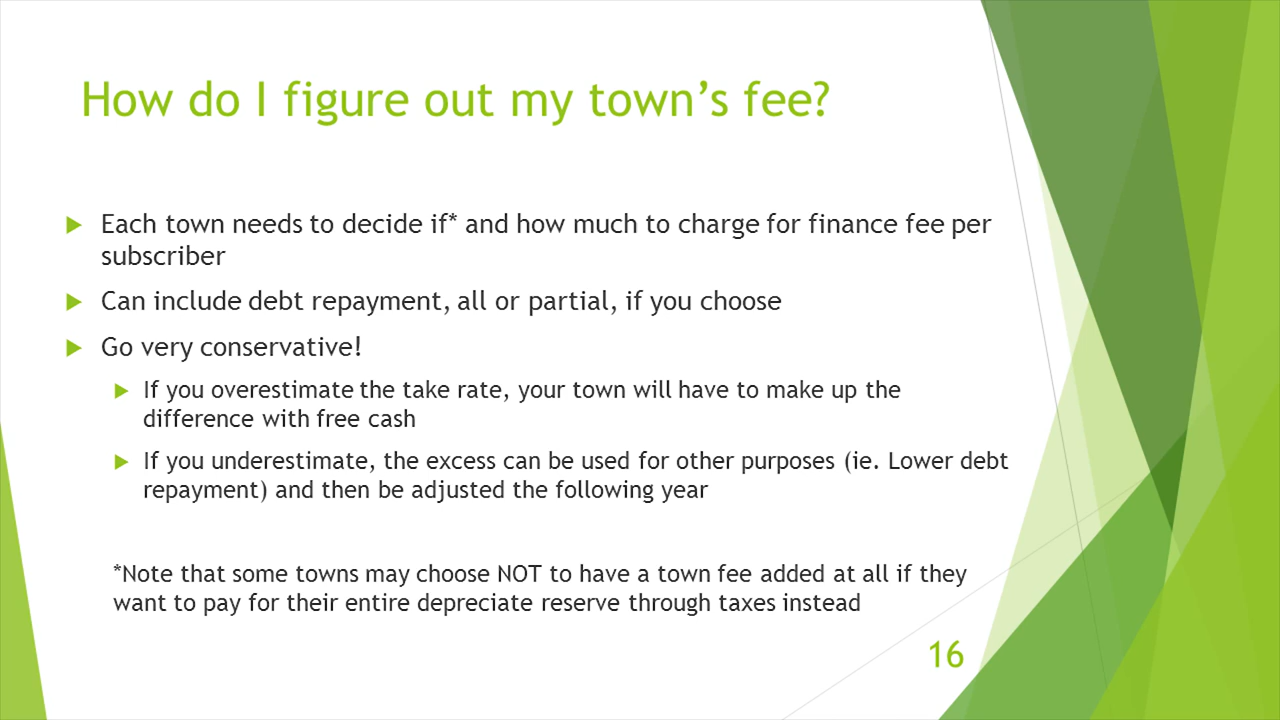 How do I figure out my town's fee?
Each town needs to decide if* and how much to charge for finance fee per
subscriber
Can include debt repayment, all or partial, if you choose
Go very conservative!
If you overestimate the take rate, your town will have to make up the
difference with free cash
If you underestimate, the excess can be used for other purposes (ie. Lower debt
repayment) and then be adjusted the following year
*Note that some towns may choose NOT to have a town fee added at all if they
want to pay for their entire depreciate reserve through taxes instead
16